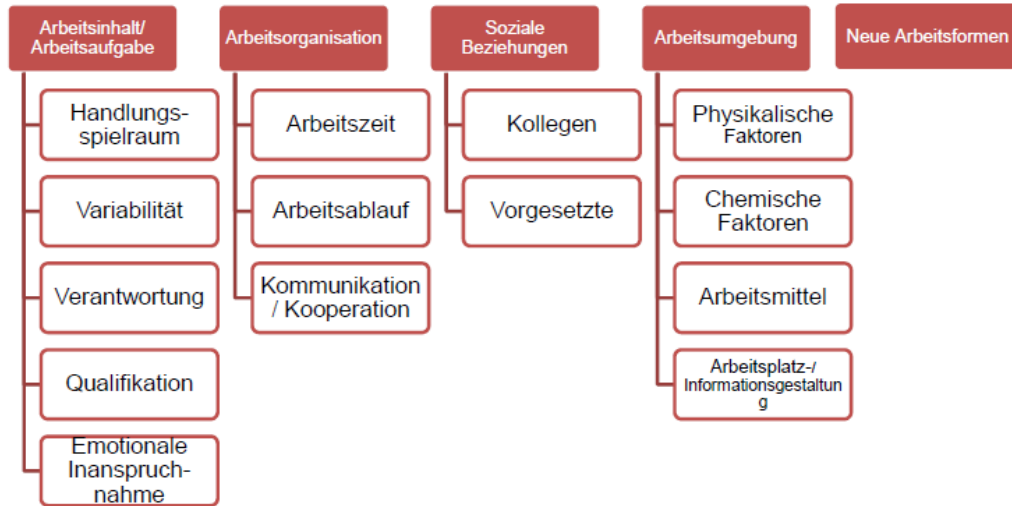 Arbeitsinhalt/
Arbeitsaufgabe
Handlungs-
spielraum
Variabilität
Verantwortung
Qualifikation
Emotionale
Inanspruch-
nahme
Arbeitsorganisation
Arbeitszeit
Arbeitsablauf
Kommunikation
/ Kooperation
Soziale
Beziehungen
Kollegen
Vorgesetzte
Arbeitsumgebung
Physikalische
Faktoren
Chemische
Faktoren
Arbeitsmittel
Arbeitsplatz-/
Informationsgestaltun
g
Neue Arbeitsformen